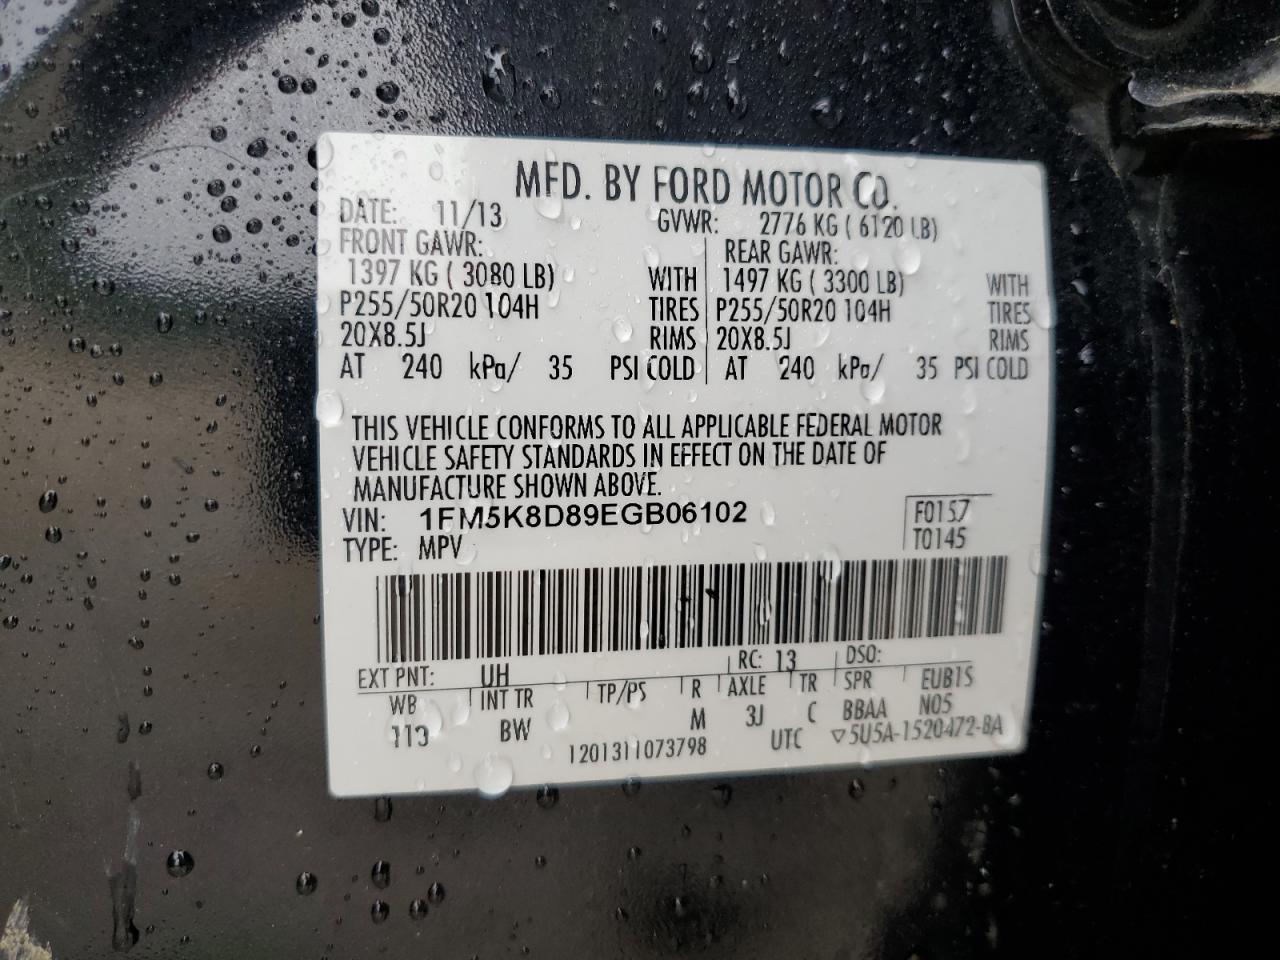 MFD. BY FORD MOTOR CO.
DATE: 11/13 GVWR: 2776 KG ( 6120 LB)
FRONT GAWR: REAR GAWR:
1397 KG ( 3080 LB) WITH 1497 KG ( 3300 LB) WITH
P255/50R20 104H TIRES P255/50R20 104H TIRES
20X8.5J RIMS 20X8.5J RIMS
AT 240 kPa/ 35 PSI COLD AT 240 kPa/ 35 PSI COLD
THIS VEHICLE CONFORMS TO ALL APPLICABLE FEDERAL MOTOR
VEHICLE SAFETY STANDARDS IN EFFECT ON THE DATE OF
MANUFACTURE SHOWN ABOVE.
VIN: 1FM5K8D89EGB06102 F0157
TYPE: MPV T0145
EXT PNT: UH RC: 13 DSO:
WB INT TR TP/PS R AXLE TR SPR EUB1S
113 BW M 3J C BBAA N05
1201311073798 UTC ▽5U5A-1520472-BA